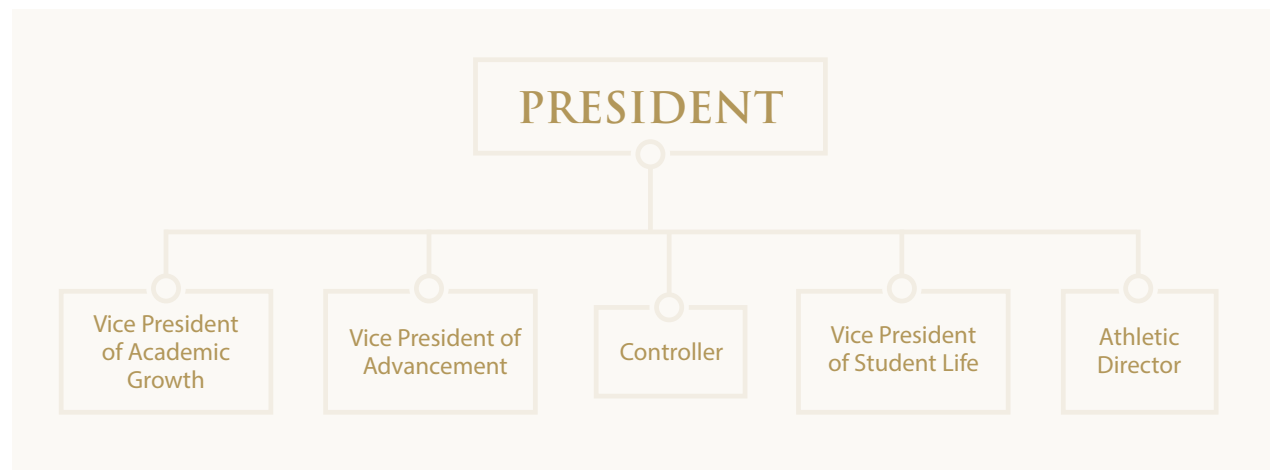 PRESIDENT
Vice President
of Academic
Growth
Vice President of
Advancement
Controller
Vice President
of Student Life
Athletic
Director